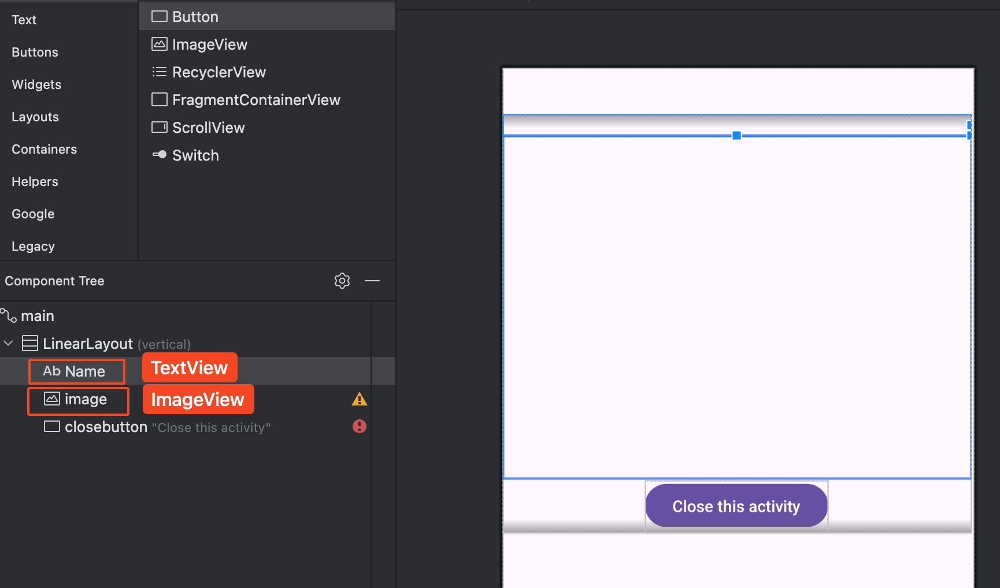 Text
Buttons
Widgets
Layouts
Containers
Helpers
Google
Legacy
Button
ImageView
RecyclerView
FragmentContainerView
ScrollView
Switch
Component Tree
main
LinearLayout (vertical)
Ab Name TextView
image ImageView
closebutton "Close this activity"
Close this activity